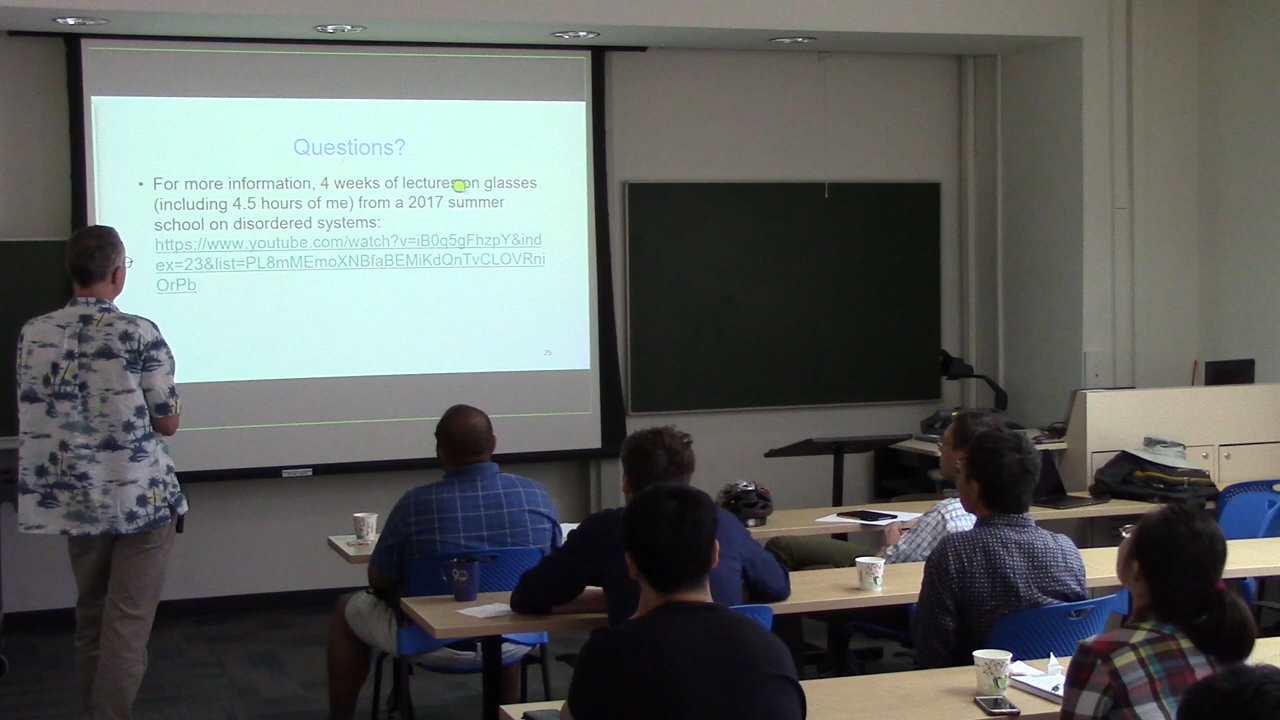 Questions?
• For more information, 4 weeks of lectures on glasses
(including 4.5 hours of me) from a 2017 summer
school on disordered systems:
https://www.youtube.com/watch?v=iB0q5gFhzpY&ind
ex=23&list=PL8mMEmoXNBfaBEMiKdQnTvCLOVRni
OrPb
25